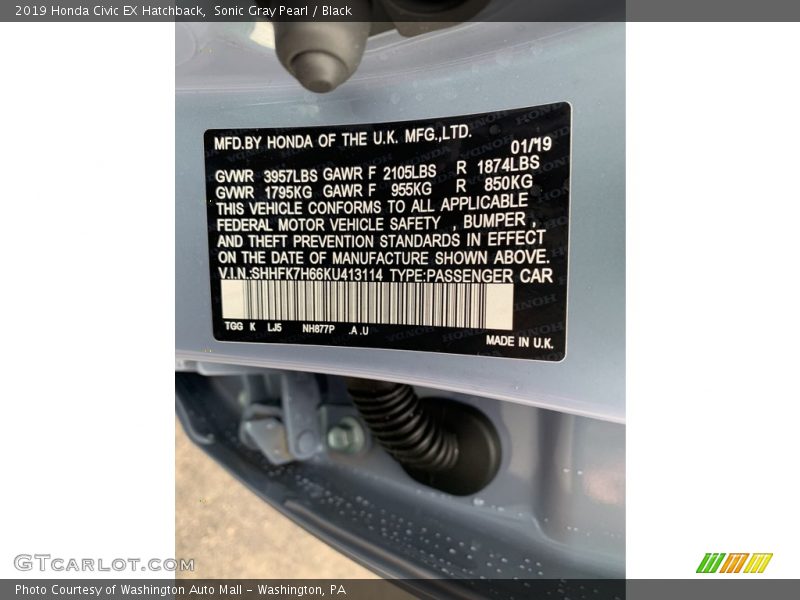 2019 Honda Civic EX Hatchback, Sonic Gray Pearl / Black
MFD.BY HONDA OF THE U.K. MFG.,LTD.
01/19
GVWR 3957LBS GAWR F 2105LBS R 1874LBS
GVWR 1795KG GAWR F 955KG R 850KG
THIS VEHICLE CONFORMS TO ALL APPLICABLE
FEDERAL MOTOR VEHICLE SAFETY , BUMPER ,
AND THEFT PREVENTION STANDARDS IN EFFECT
ON THE DATE OF MANUFACTURE SHOWN ABOVE.
V.I.N.:SHHFK7H66KU413114 TYPE:PASSENGER CAR
TGG K LJ5 NH877P .A.U
MADE IN U.K.
GTcarlot.com
Photo Courtesy of Washington Auto Mall - Washington, PA